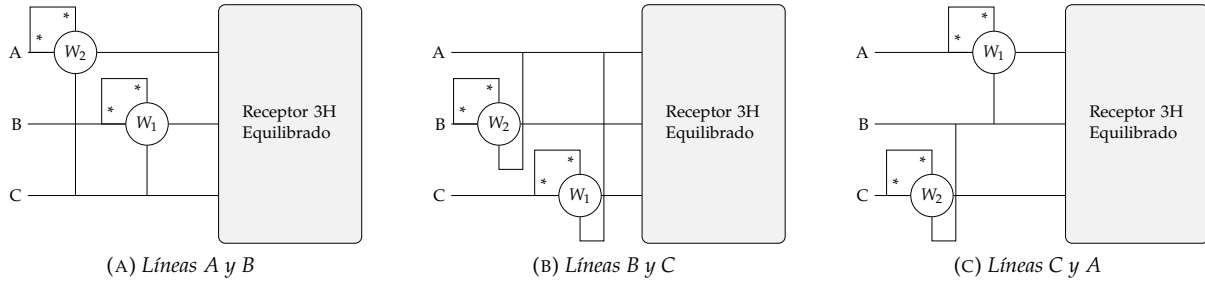 * *
A W₂
* *
B W₁
C
Receptor 3H
Equilibrado
(A) Líneas A y B
A
* *
B W₂
* *
C W₁
Receptor 3H
Equilibrado
(B) Líneas B y C
* *
A W₁
B
* *
C W₂
Receptor 3H
Equilibrado
(C) Líneas C y A